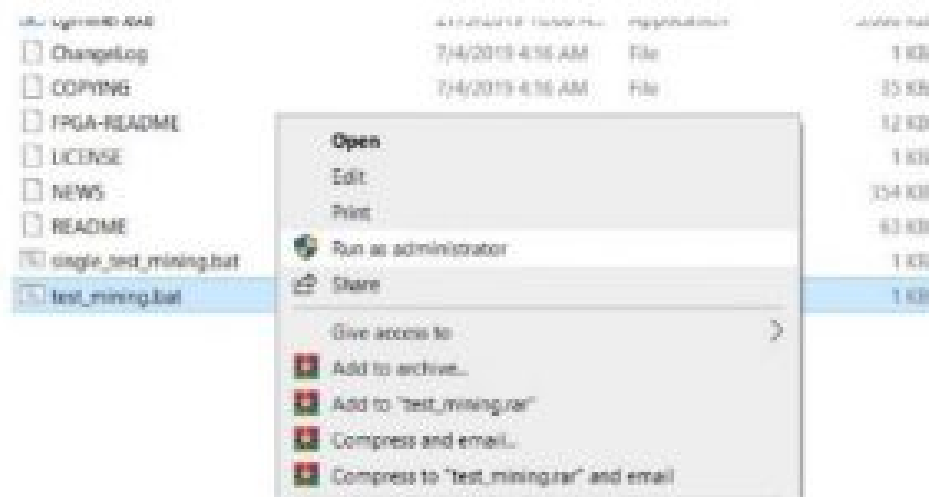 ChangeLog 7/4/2019 4:56 AM File 1 KB
COPYING 7/4/2019 4:56 AM File 35 KB
FPGA-README 12 KB
LICENSE 1 KB
NEWS 354 KB
README 63 KB
single_test_mining.bat 1 KB
test_mining.bat 1 KB
Open
Edit
Print
Run as administrator
Share
Give access to
Add to archive...
Add to "test_mining.rar"
Compress and email...
Compress to "test_mining.rar" and email